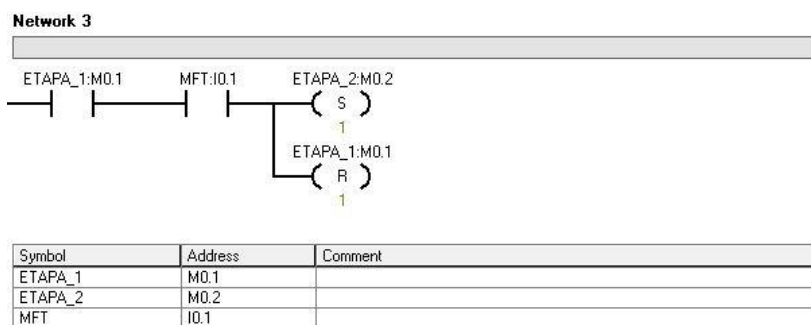 Network 3
ETAPA_1:M0.1 MFT:I0.1 ETAPA_2:M0.2
S
1
ETAPA_1:M0.1
R
1
Symbol Address Comment
ETAPA_1 M0.1
ETAPA_2 M0.2
MFT I0.1